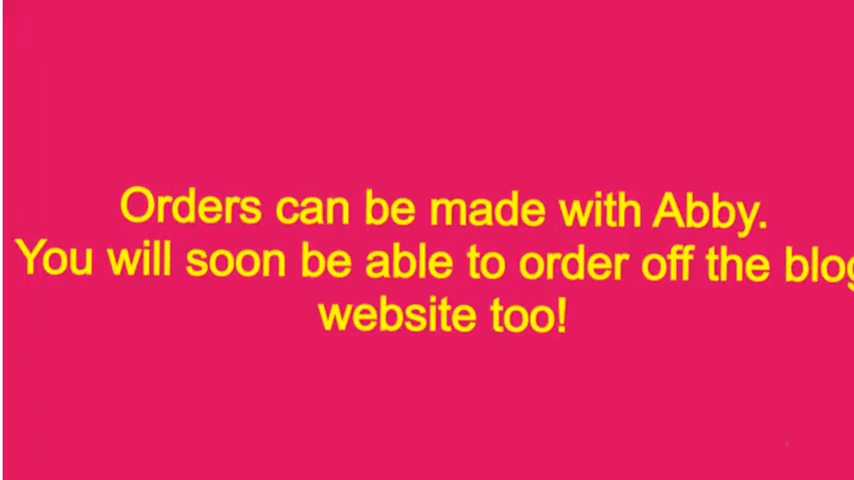 Orders can be made with Abby.
You will soon be able to order off the blog
website too!